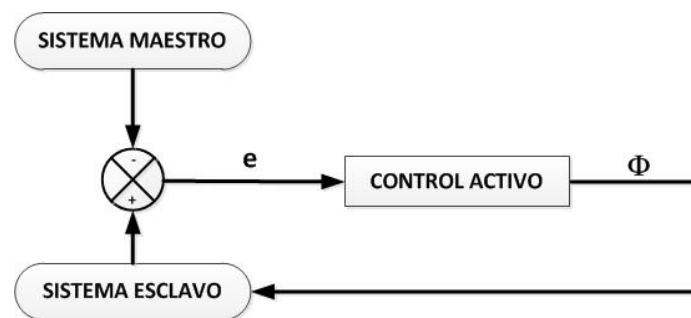 SISTEMA MAESTRO
-
e
CONTROL ACTIVO
Φ
+
SISTEMA ESCLAVO